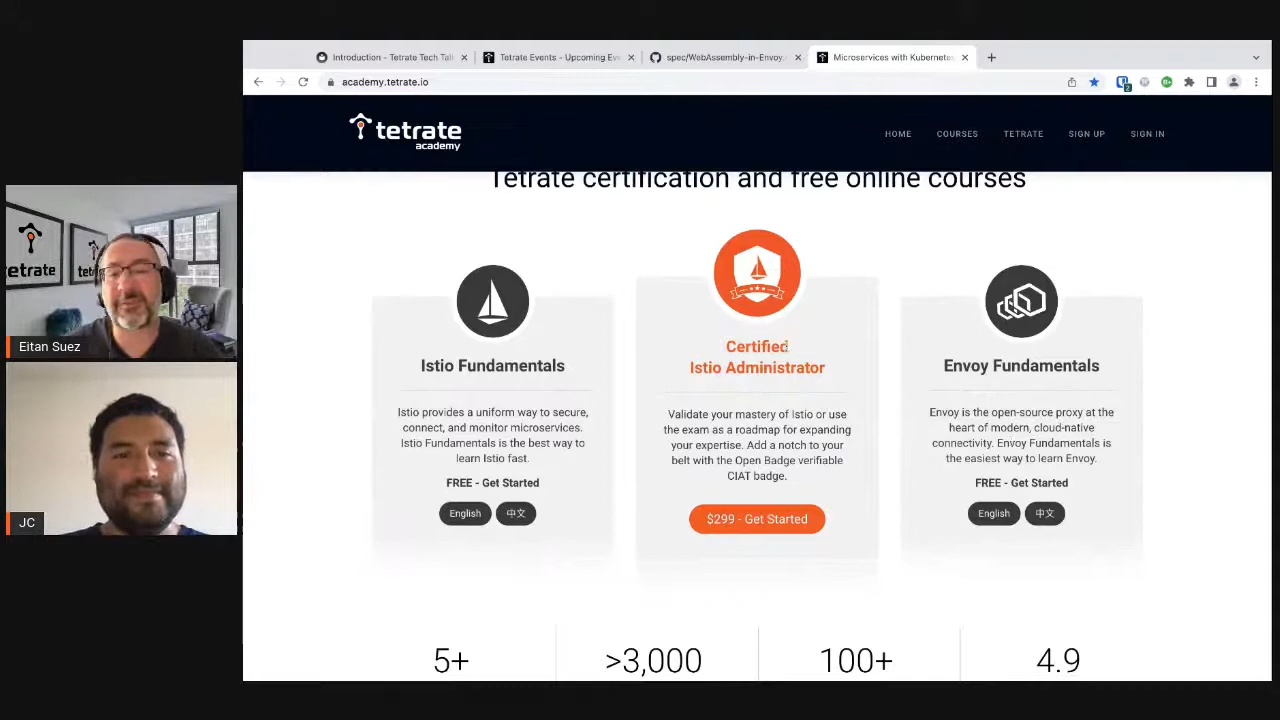 Introduction - Tetrate Tech Tal
Tetrate Events - Upcoming Ev
spec/WebAssembly-in-Envoy.
Microservices with Kubernete
academy.tetrate.io
tetrate
academy
HOME
COURSES
TETRATE
SIGN UP
SIGN IN
Tetrate certification and free online courses
Istio Fundamentals
Istio provides a uniform way to secure,
connect, and monitor microservices.
Istio Fundamentals is the best way to
learn Istio fast.
FREE - Get Started
English
中文
Certified
Istio Administrator
Validate your mastery of Istio or use
the exam as a roadmap for expanding
your expertise. Add a notch to your
belt with the Open Badge verifiable
CIAT badge.
$299 - Get Started
Envoy Fundamentals
Envoy is the open-source proxy at the
heart of modern, cloud-native
connectivity. Envoy Fundamentals is
the easiest way to learn Envoy.
FREE - Get Started
English
中文
5+
>3,000
100+
4.9
etrate
Eitan Suez
JC